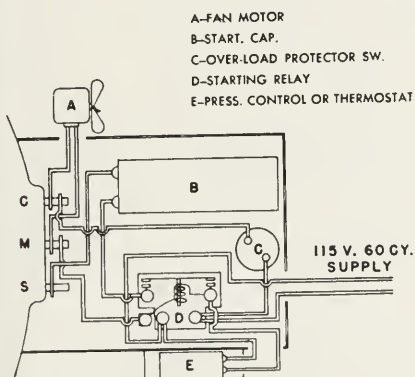 A–FAN MOTOR
B–START. CAP.
C–OVER-LOAD PROTECTOR SW.
D–STARTING RELAY
E–PRESS. CONTROL OR THERMOSTAT
A
B
C
C
M
115 V. 60 CY.
SUPPLY
S
D
E